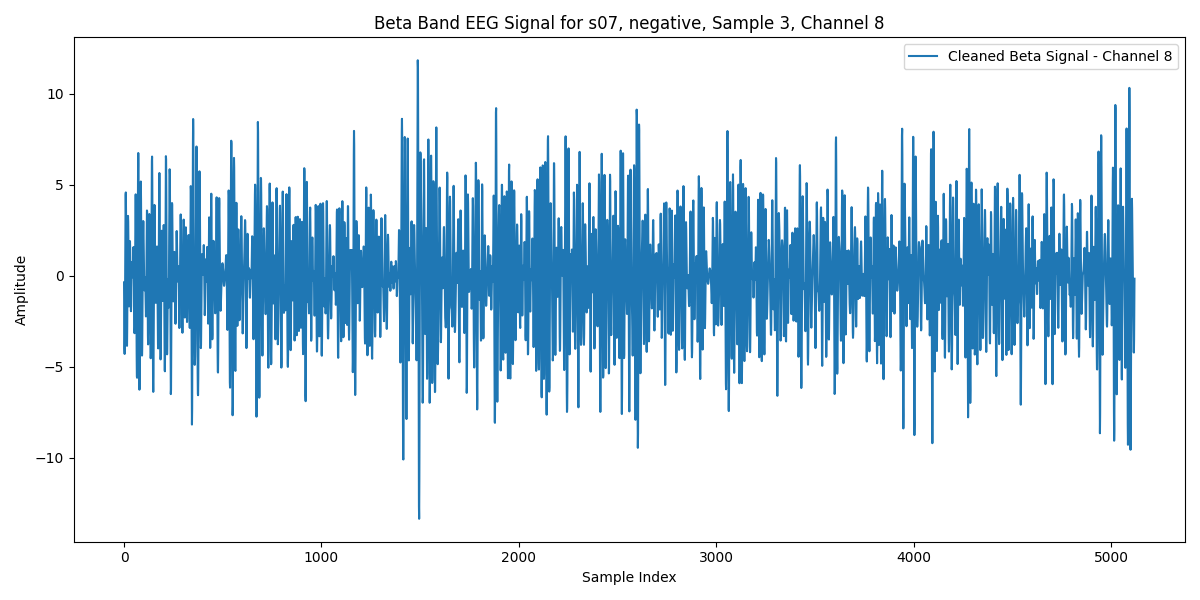 Beta Band EEG Signal for s07, negative, Sample 3, Channel 8
Cleaned Beta Signal - Channel 8
Amplitude
10
5
0
−5
−10
0 1000 2000 3000 4000 5000
Sample Index